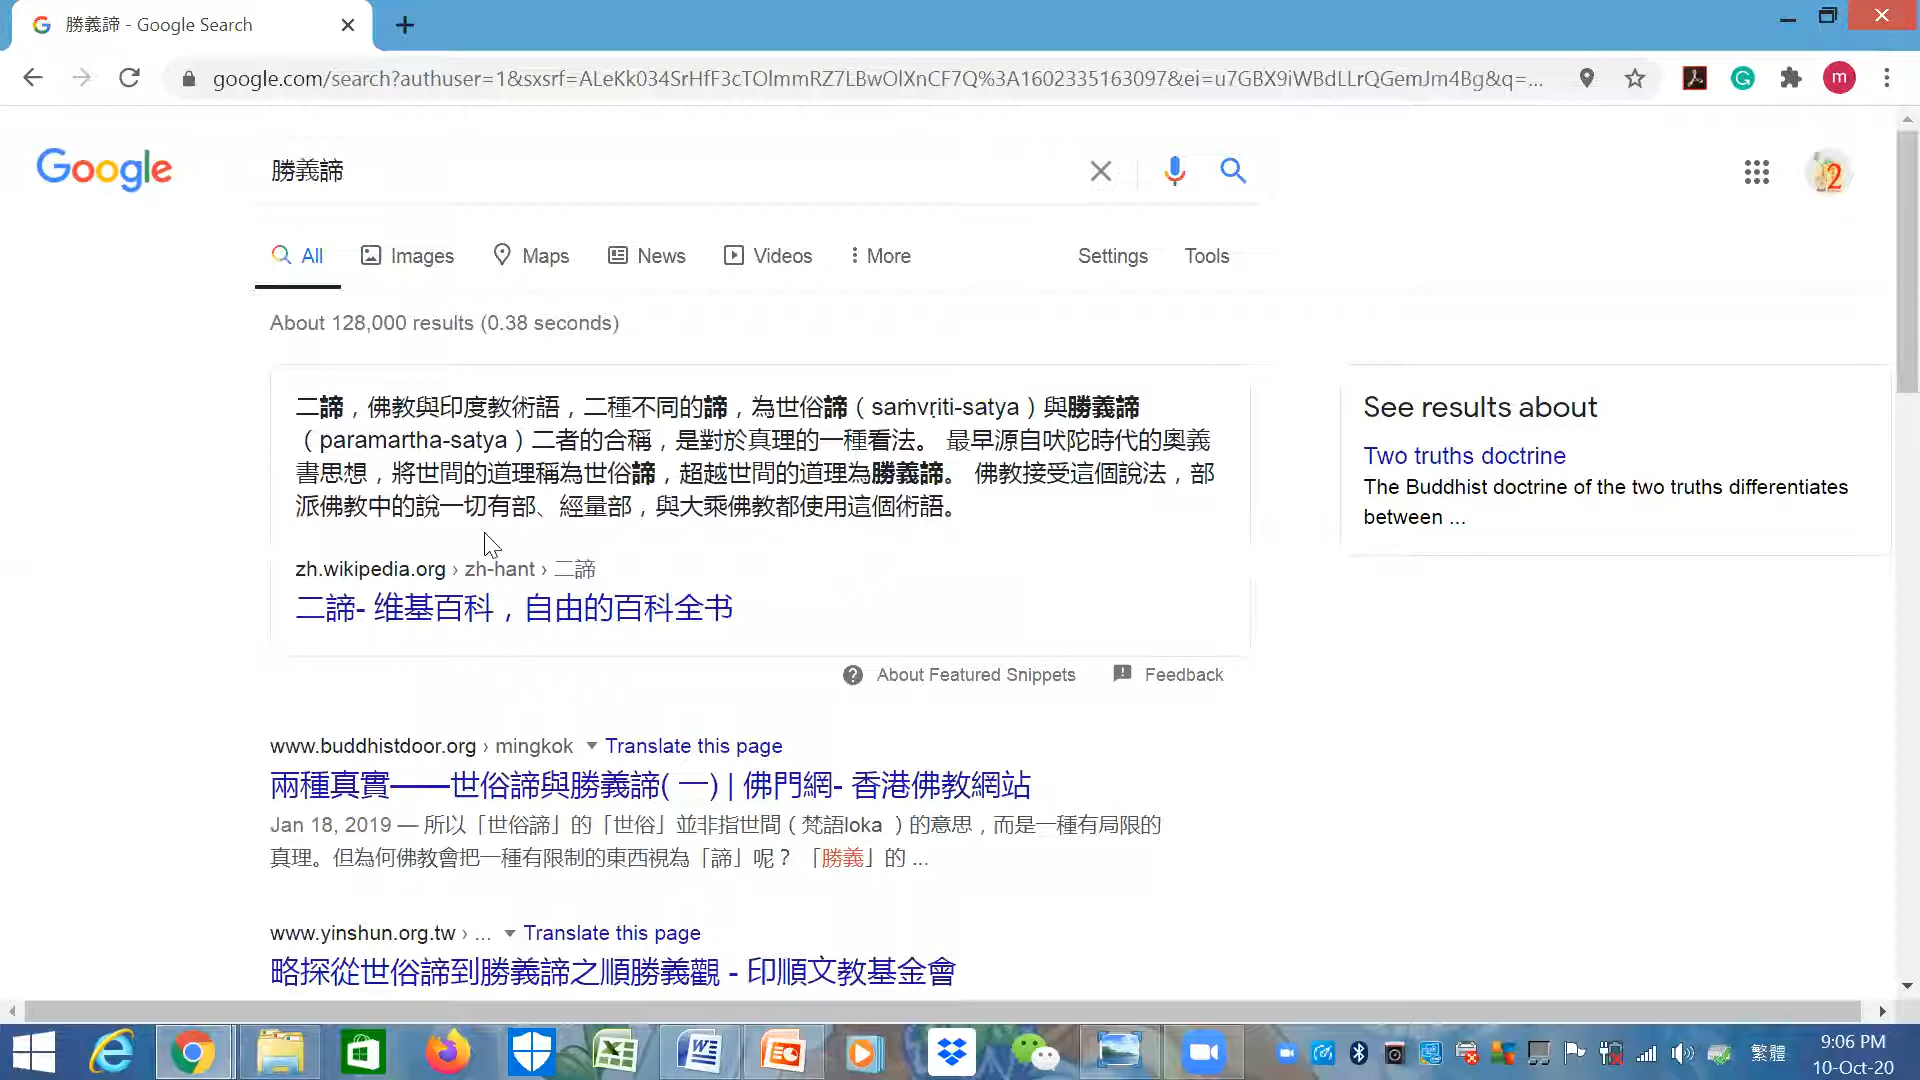 勝義諦 - Google Search
google.com/search?authuser=1&sxsrf=ALeKk034SrHfF3cTOlmmRZ7LBwOlXnCF7Q%3A1602335163097&ei=u7GBX9iWBdLLrQGemJm4Bg&q=...
m
Google
勝義諦
All
Images
Maps
News
Videos
More
Settings
Tools
About 128,000 results (0.38 seconds)
二諦，佛教與印度教術語，二種不同的諦，為世俗諦（saṁvṛiti-satya）與勝義諦
（paramartha-satya）二者的合稱，是對於真理的一種看法。 最早源自吠陀時代的奧義
書思想，將世間的道理稱為世俗諦，超越世間的道理為勝義諦。 佛教接受這個說法，部
派佛教中的說一切有部、經量部，與大乘佛教都使用這個術語。
zh.wikipedia.org › zh-hant › 二諦
二諦- 维基百科，自由的百科全书
About Featured Snippets
Feedback
See results about
Two truths doctrine
The Buddhist doctrine of the two truths differentiates
between ...
www.buddhistdoor.org › mingkok
Translate this page
兩種真實——世俗諦與勝義諦( 一) | 佛門網- 香港佛教網站
Jan 18, 2019 — 所以「世俗諦」的「世俗」並非指世間（梵語loka ）的意思，而是一種有局限的
真理。但為何佛教會把一種有限制的東西視為「諦」呢？ 「勝義」的 ...
www.yinshun.org.tw › ...
Translate this page
略探從世俗諦到勝義諦之順勝義觀 - 印順文教基金會
繁體
9:06 PM
10-Oct-20